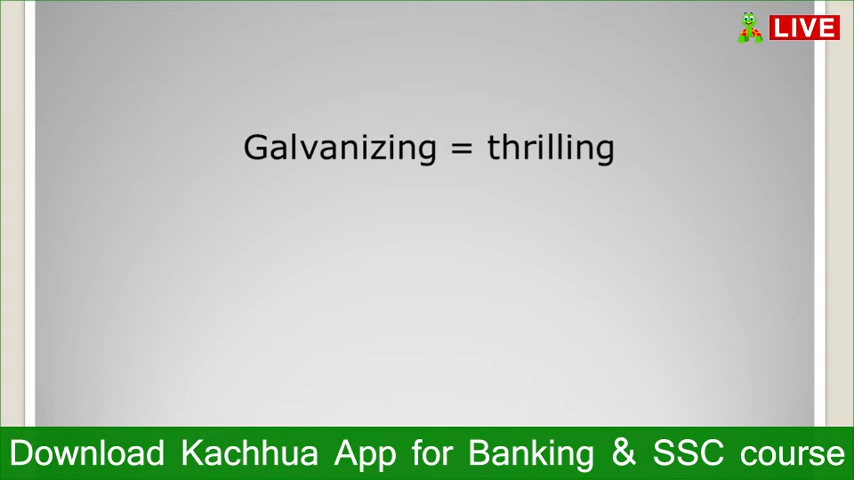 LIVE
Galvanizing = thrilling
Download Kachhua App for Banking & SSC course